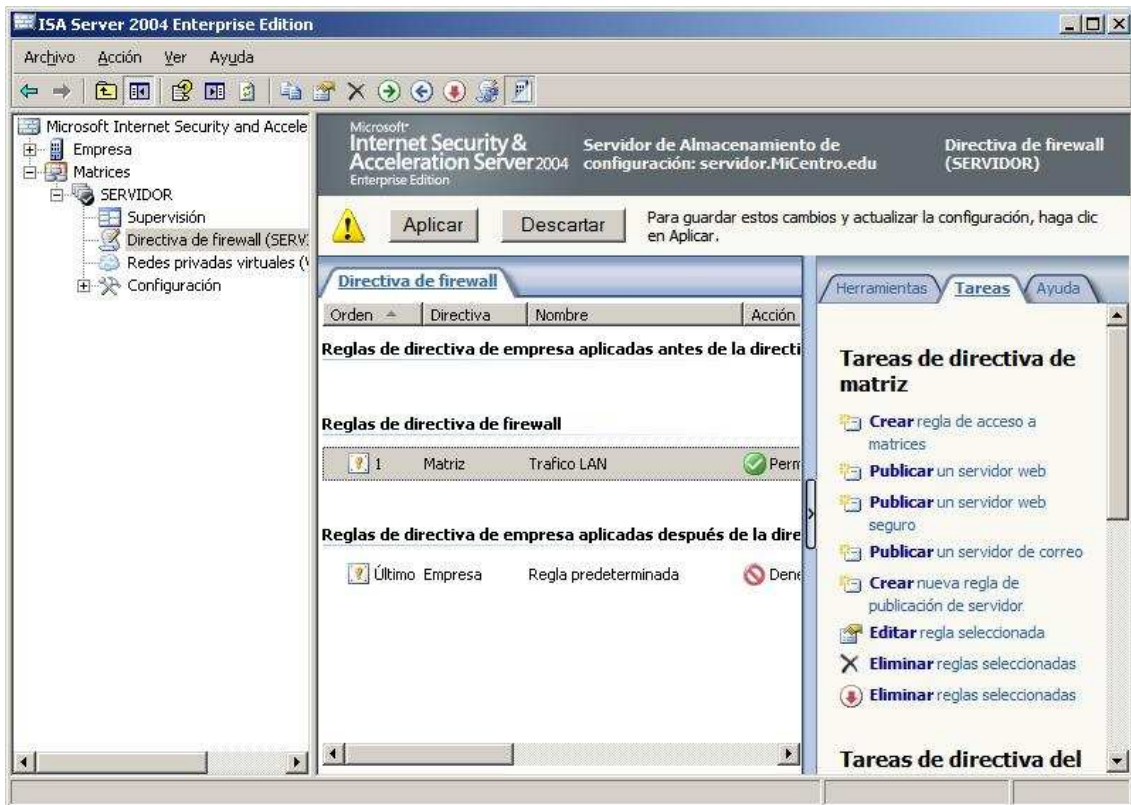 ISA Server 2004 Enterprise Edition
Archivo Acción Ver Ayuda
Microsoft Internet Security and Accele
Empresa
Matrices
SERVIDOR
Supervisión
Directiva de firewall (SERV
Redes privadas virtuales (
Configuración
Microsoft
Internet Security &
Acceleration Server 2004
Enterprise Edition
Servidor de Almacenamiento de
configuración: servidor.MiCentro.edu
Directiva de firewall
(SERVIDOR)
Aplicar
Descartar
Para guardar estos cambios y actualizar la configuración, haga clic
en Aplicar.
Directiva de firewall
Orden Directiva Nombre Acción
Reglas de directiva de empresa aplicadas antes de la directi
Reglas de directiva de firewall
1 Matriz Trafico LAN Perm
Reglas de directiva de empresa aplicadas después de la dire
Último Empresa Regla predeterminada Dene
Herramientas Tareas Ayuda
Tareas de directiva de
matriz
Crear regla de acceso a
matrices
Publicar un servidor web
Publicar un servidor web
seguro
Publicar un servidor de correo
Crear nueva regla de
publicación de servidor
Editar regla seleccionada
Eliminar reglas seleccionadas
Eliminar reglas seleccionadas
Tareas de directiva del